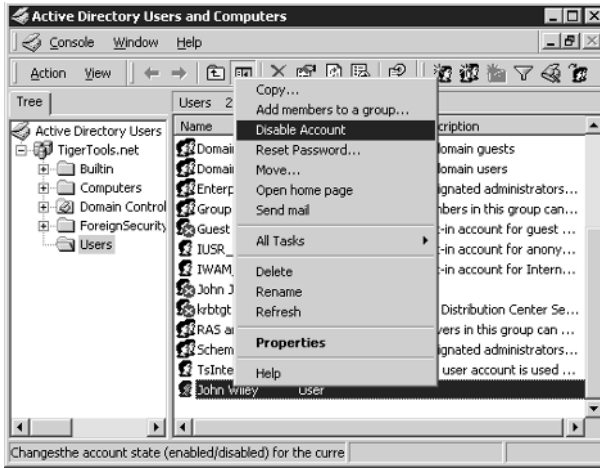 Active Directory Users and Computers
Console Window Help
Action View
Tree
Users 2
Active Directory Users
TigerTools.net
Builtin
Computers
Domain Control
ForeignSecurity
Users
Name cription
Domai omain guests
Domai omain users
Enterp ignated administrators...
Group nbers in this group can...
Guest t-in account for guest ...
IUSR_ t-in account for anony...
IWAM_ t-in account for Intern...
John J
krbtgt Distribution Center Se...
RAS a vers in this group can ...
Schem ignated administrators...
TsInte user account is used ...
John Wiley User
Copy...
Add members to a group...
Disable Account
Reset Password...
Move...
Open home page
Send mail
All Tasks
Delete
Rename
Refresh
Properties
Help
Changesthe account state (enabled/disabled) for the curre